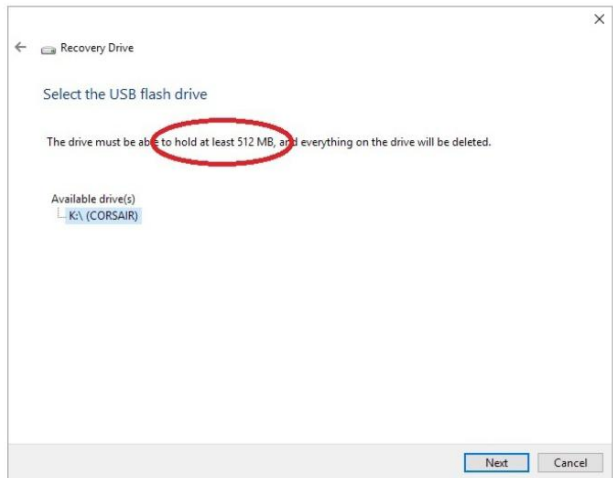 Recovery Drive
Select the USB flash drive
The drive must be able to hold at least 512 MB, and everything on the drive will be deleted.
Available drive(s)
K:\ (CORSAIR)
Next Cancel